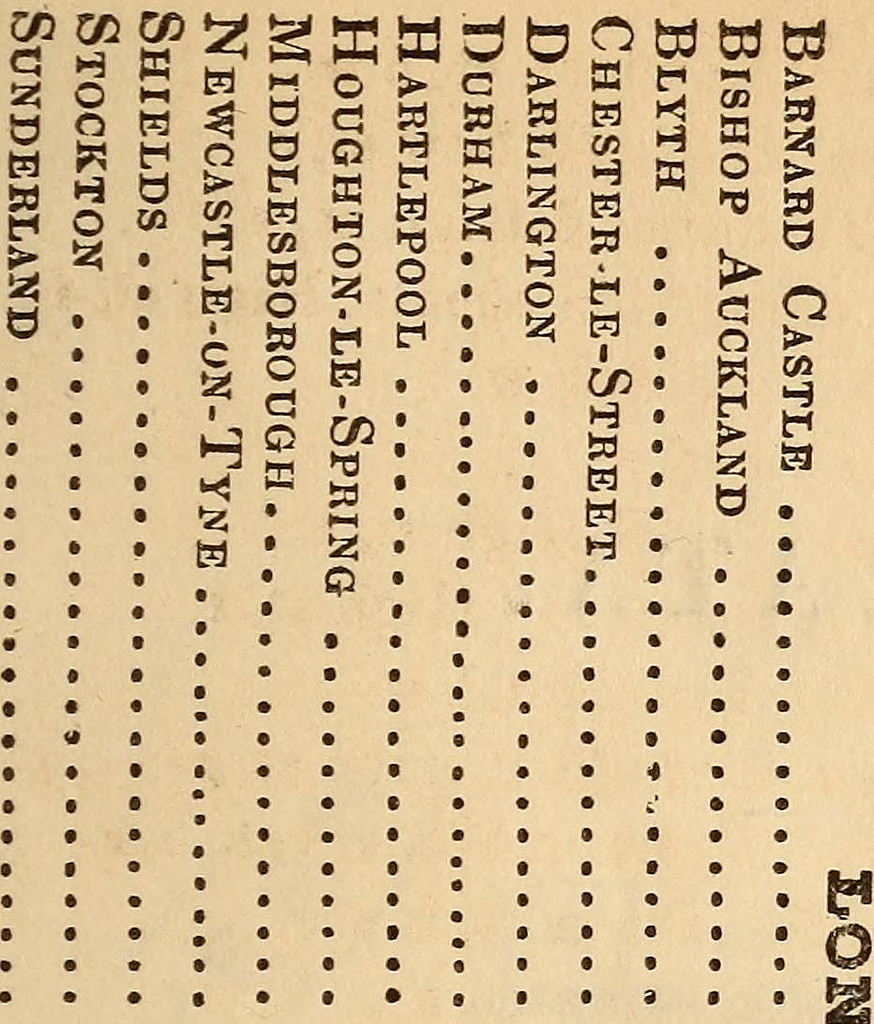 LON
BARNARD CASTLE
BISHOP AUCKLAND
BLYTH
CHESTER-LE-STREET
DARLINGTON
DURHAM
HARTLEPOOL
HOUGHTON-LE-SPRING
MIDDLESBOROUGH
NEWCASTLE-ON-TYNE
SHIELDS
STOCKTON
SUNDERLAND